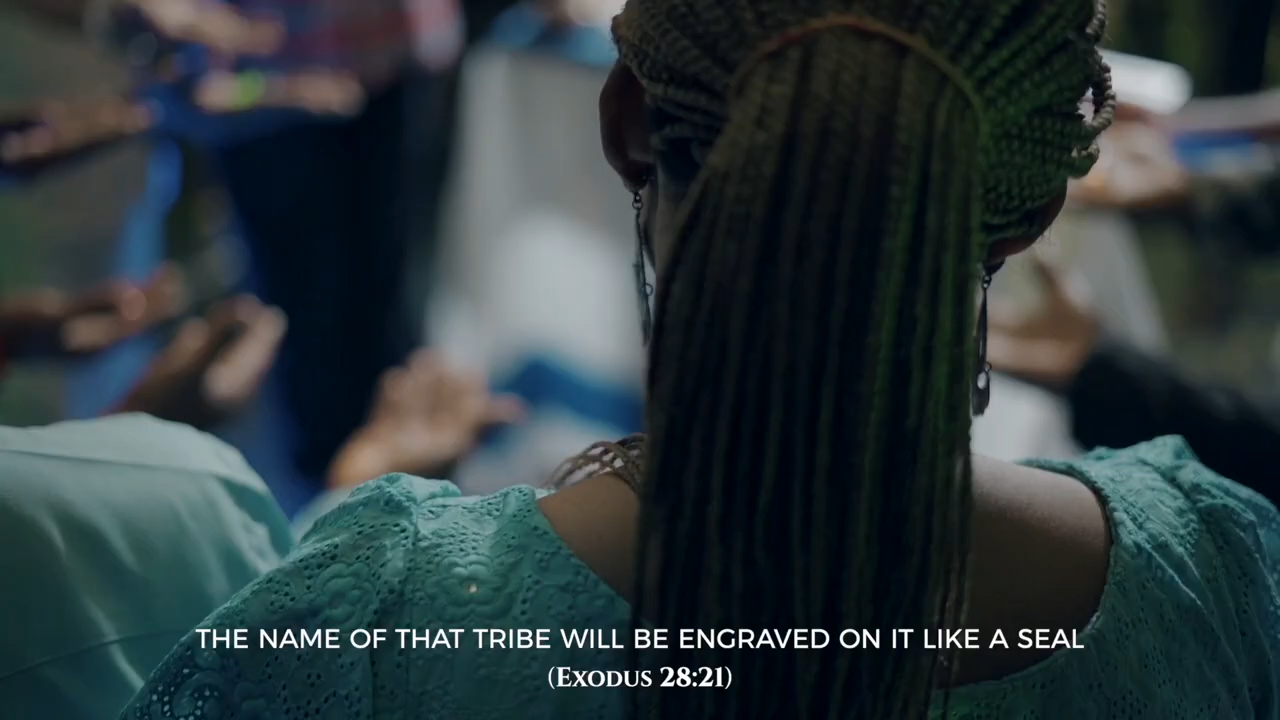 THE NAME OF THAT TRIBE WILL BE ENGRAVED ON IT LIKE A SEAL
(EXODUS 28:21)